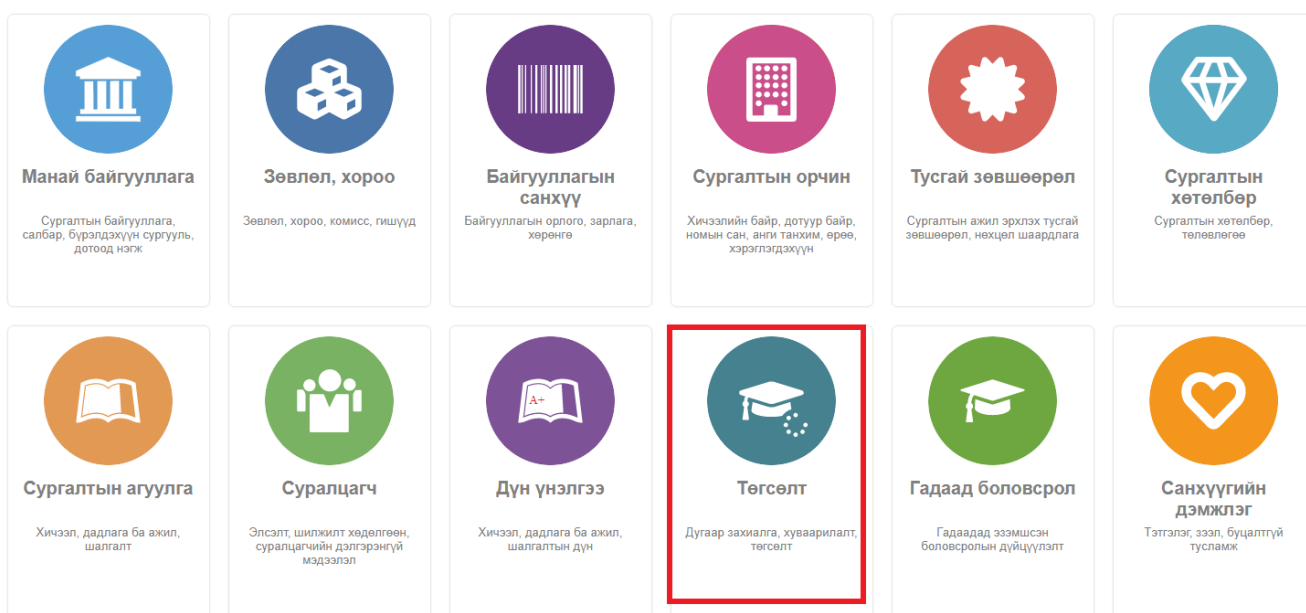 Манай байгууллага
Сургалтын байгууллага,
салбар, бүрэлдэхүүн сургууль,
дотоод нэгж
Зөвлөл, хороо
Зөвлөл, хороо, комисс, гишүүд
Байгууллагын
санхүү
Байгууллагын орлого, зарлага,
хөрөнгө
Сургалтын орчин
Хичээлийн байр, дотуур байр,
номын сан, анги танхим, өрөө,
хэрэглэгдэхүүн
Тусгай зөвшөөрөл
Сургалтын ажил эрхлэх тусгай
зөвшөөрөл, нөхцөл шаардлага
Сургалтын
хөтөлбөр
Сургалтын хөтөлбөр,
төлөвлөгөө
Сургалтын агуулга
Хичээл, дадлага ба ажил,
шалгалт
Суралцагч
Элсэлт, шилжилт хөдөлгөөн,
суралцагчийн дэлгэрэнгүй
мэдээлэл
A+
Дүн үнэлгээ
Хичээл, дадлага ба ажил,
шалгалтын дүн
Төгсөлт
Дугаар захиалга, хуваарилалт,
төгсөлт
Гадаад боловсрол
Гадаадад эзэмшсэн
боловсролын дүйцүүлэлт
Санхүүгийн
дэмжлэг
Тэтгэлэг, зээл, буцалтгүй
тусламж